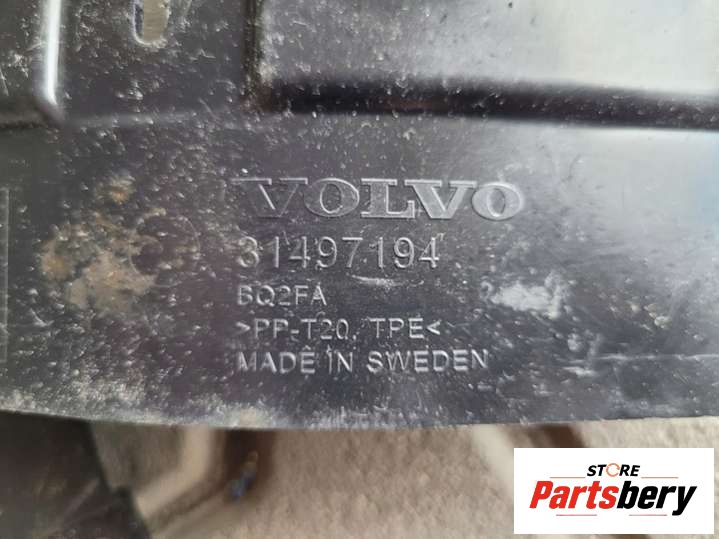 VOLVO
31497194
BQ2FA
>PP-T20, TPE<
MADE IN SWEDEN
STORE
Partsbery